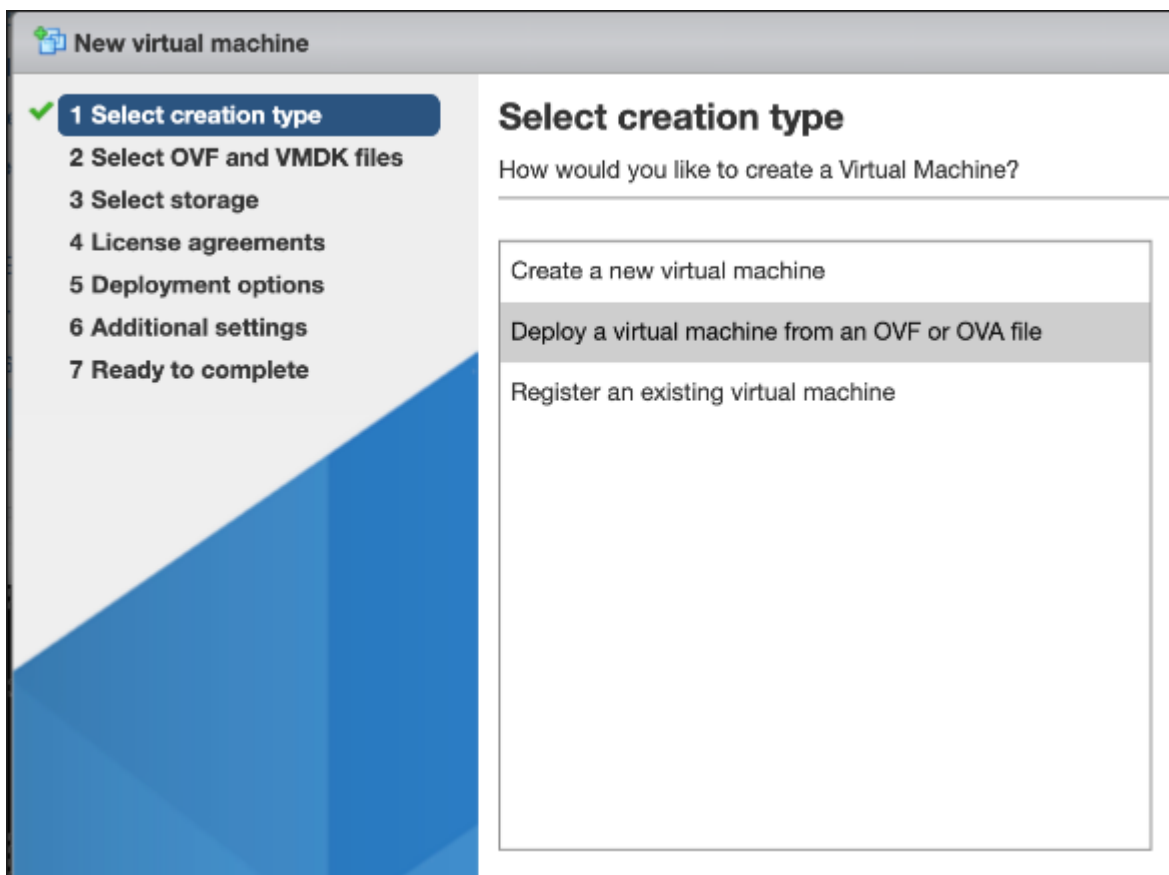 New virtual machine
1 Select creation type
2 Select OVF and VMDK files
3 Select storage
4 License agreements
5 Deployment options
6 Additional settings
7 Ready to complete
Select creation type
How would you like to create a Virtual Machine?
Create a new virtual machine
Deploy a virtual machine from an OVF or OVA file
Register an existing virtual machine